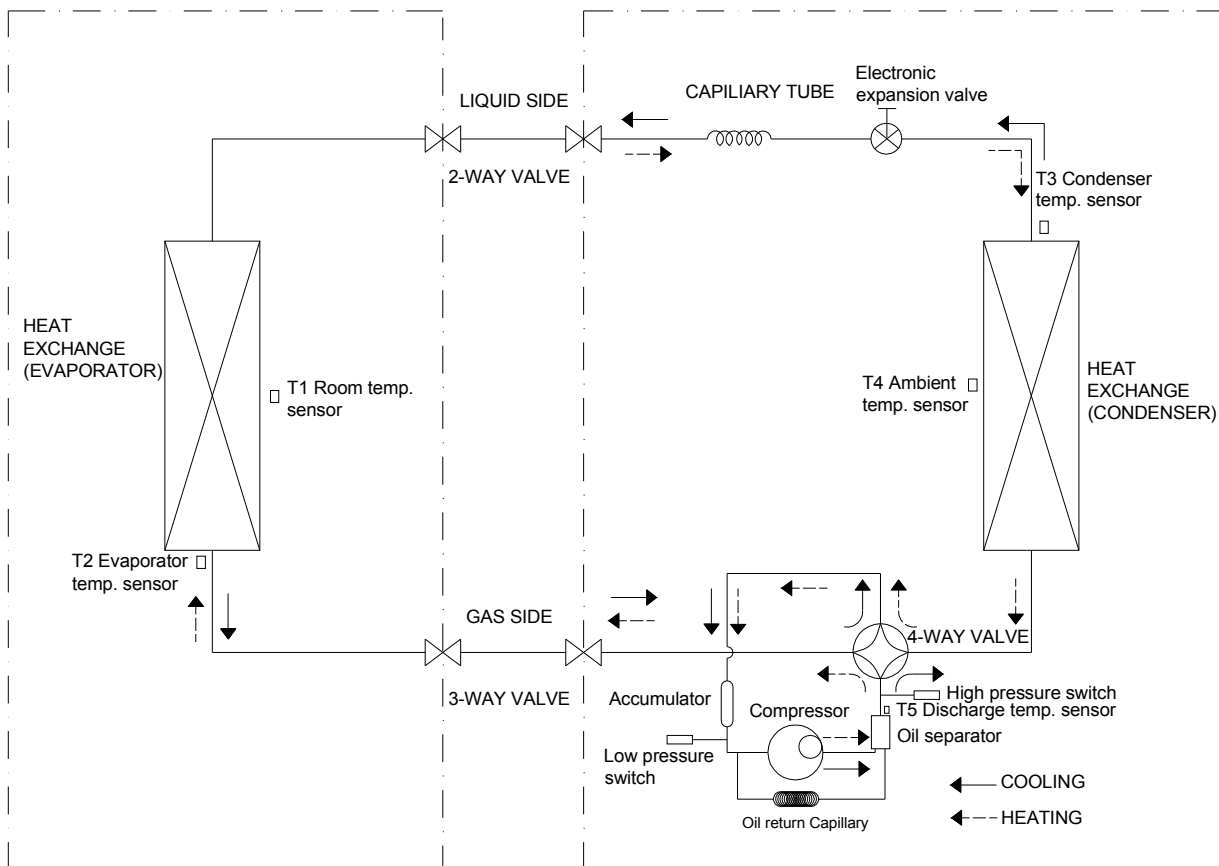 LIQUID SIDE
CAPILIARY TUBE
Electronic
expansion valve
2-WAY VALVE
T3 Condenser
temp. sensor
HEAT
EXCHANGE
(EVAPORATOR)
T1 Room temp.
sensor
T4 Ambient
temp. sensor
HEAT
EXCHANGE
(CONDENSER)
T2 Evaporator
temp. sensor
GAS SIDE
3-WAY VALVE
4-WAY VALVE
Accumulator
Compressor
High pressure switch
T5 Discharge temp. sensor
Oil separator
Low pressure
switch
Oil return Capillary
COOLING
HEATING